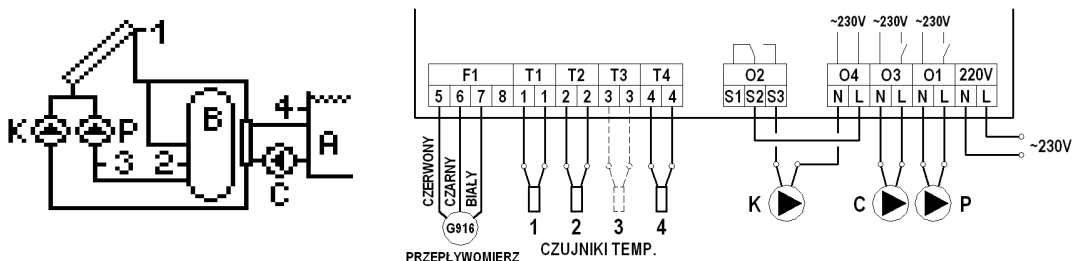 1
K
P
B
4
A
3
2
C
~230V ~230V ~230V
F1 T1 T2 T3 T4 O2 O4 O3 O1 220V
5 6 7 8 1 1 2 2 3 3 4 4 S1 S2 S3 N L N L N L N L
CZERWONY
CZARNY
BIAŁY
~230V
K C P
G916
1 2 3 4
PRZEPŁYWOMIERZ CZUJNIKI TEMP.